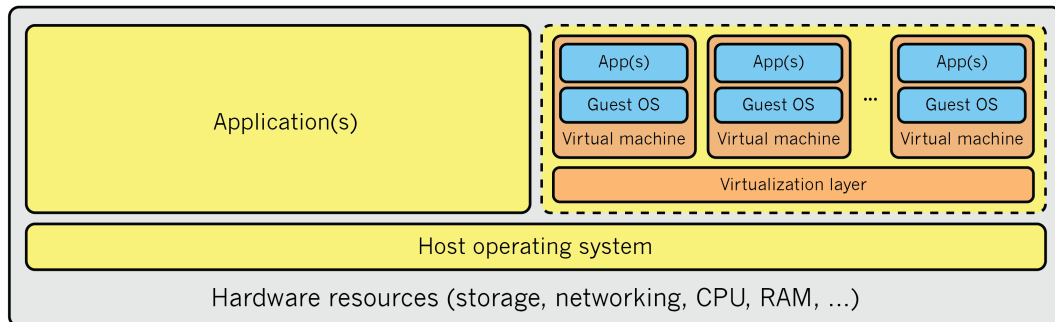 Application(s)
App(s)
Guest OS
Virtual machine
App(s)
Guest OS
Virtual machine
...
App(s)
Guest OS
Virtual machine
Virtualization layer
Host operating system
Hardware resources (storage, networking, CPU, RAM, ...)